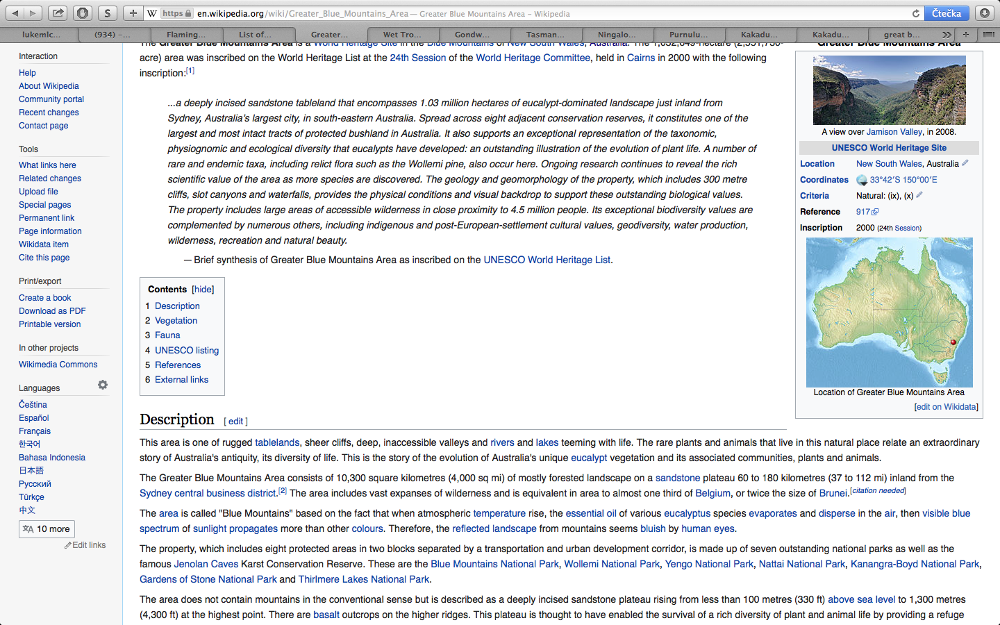 https en.wikipedia.org/wiki/Greater_Blue_Mountains_Area — Greater Blue Mountains Area – Wikipedia Čtečka
lukemlc... (934) –... Flaming... List of... Greater... Wet Tro... Gondw... Tasman... Ningalo... Purnulu... Kakadu... Kakadu... great b...
Interaction
Help
About Wikipedia
Community portal
Recent changes
Contact page
Tools
What links here
Related changes
Upload file
Special pages
Permanent link
Page information
Wikidata item
Cite this page
Print/export
Create a book
Download as PDF
Printable version
In other projects
Wikimedia Commons
Languages
Čeština
Español
Français
한국어
Bahasa Indonesia
日本語
Русский
Türkçe
中文
10 more
Edit links
The Greater Blue Mountains Area is a World Heritage Site in the Blue Mountains of New South Wales, Australia. The 1,032,649-hectare (2,551,730-
acre) area was inscribed on the World Heritage List at the 24th Session of the World Heritage Committee, held in Cairns in 2000 with the following
inscription:[1]
...a deeply incised sandstone tableland that encompasses 1.03 million hectares of eucalypt-dominated landscape just inland from
Sydney, Australia's largest city, in south-eastern Australia. Spread across eight adjacent conservation reserves, it constitutes one of the
largest and most intact tracts of protected bushland in Australia. It also supports an exceptional representation of the taxonomic,
physiognomic and ecological diversity that eucalypts have developed: an outstanding illustration of the evolution of plant life. A number of
rare and endemic taxa, including relict flora such as the Wollemi pine, also occur here. Ongoing research continues to reveal the rich
scientific value of the area as more species are discovered. The geology and geomorphology of the property, which includes 300 metre
cliffs, slot canyons and waterfalls, provides the physical conditions and visual backdrop to support these outstanding biological values.
The property includes large areas of accessible wilderness in close proximity to 4.5 million people. Its exceptional biodiversity values are
complemented by numerous others, including indigenous and post-European-settlement cultural values, geodiversity, water production,
wilderness, recreation and natural beauty.
— Brief synthesis of Greater Blue Mountains Area as inscribed on the UNESCO World Heritage List.
Contents [hide]
1 Description
2 Vegetation
3 Fauna
4 UNESCO listing
5 References
6 External links
Greater Blue Mountains Area
A view over Jamison Valley, in 2008.
UNESCO World Heritage Site
Location New South Wales, Australia
Coordinates 33°42′S 150°00′E
Criteria Natural: (ix), (x)
Reference 917
Inscription 2000 (24th Session)
Location of Greater Blue Mountains Area
[edit on Wikidata]
Description [ edit ]
This area is one of rugged tablelands, sheer cliffs, deep, inaccessible valleys and rivers and lakes teeming with life. The rare plants and animals that live in this natural place relate an extraordinary
story of Australia's antiquity, its diversity of life. This is the story of the evolution of Australia's unique eucalypt vegetation and its associated communities, plants and animals.
The Greater Blue Mountains Area consists of 10,300 square kilometres (4,000 sq mi) of mostly forested landscape on a sandstone plateau 60 to 180 kilometres (37 to 112 mi) inland from the
Sydney central business district.[2] The area includes vast expanses of wilderness and is equivalent in area to almost one third of Belgium, or twice the size of Brunei.[citation needed]
The area is called "Blue Mountains" based on the fact that when atmospheric temperature rise, the essential oil of various eucalyptus species evaporates and disperse in the air, then visible blue
spectrum of sunlight propagates more than other colours. Therefore, the reflected landscape from mountains seems bluish by human eyes.
The property, which includes eight protected areas in two blocks separated by a transportation and urban development corridor, is made up of seven outstanding national parks as well as the
famous Jenolan Caves Karst Conservation Reserve. These are the Blue Mountains National Park, Wollemi National Park, Yengo National Park, Nattai National Park, Kanangra-Boyd National Park,
Gardens of Stone National Park and Thirlmere Lakes National Park.
The area does not contain mountains in the conventional sense but is described as a deeply incised sandstone plateau rising from less than 100 metres (330 ft) above sea level to 1,300 metres
(4,300 ft) at the highest point. There are basalt outcrops on the higher ridges. This plateau is thought to have enabled the survival of a rich diversity of plant and animal life by providing a refuge